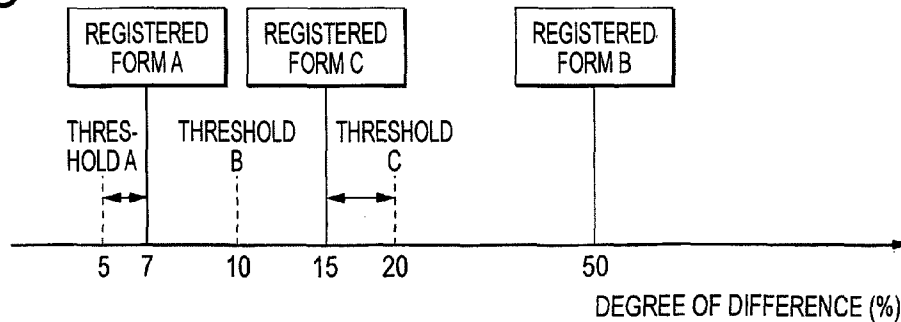 REGISTERED FORM A
REGISTERED FORM C
REGISTERED FORM B
THRES-
HOLD A
THRESHOLD
B
THRESHOLD
C
5 7 10 15 20 50
DEGREE OF DIFFERENCE (%)